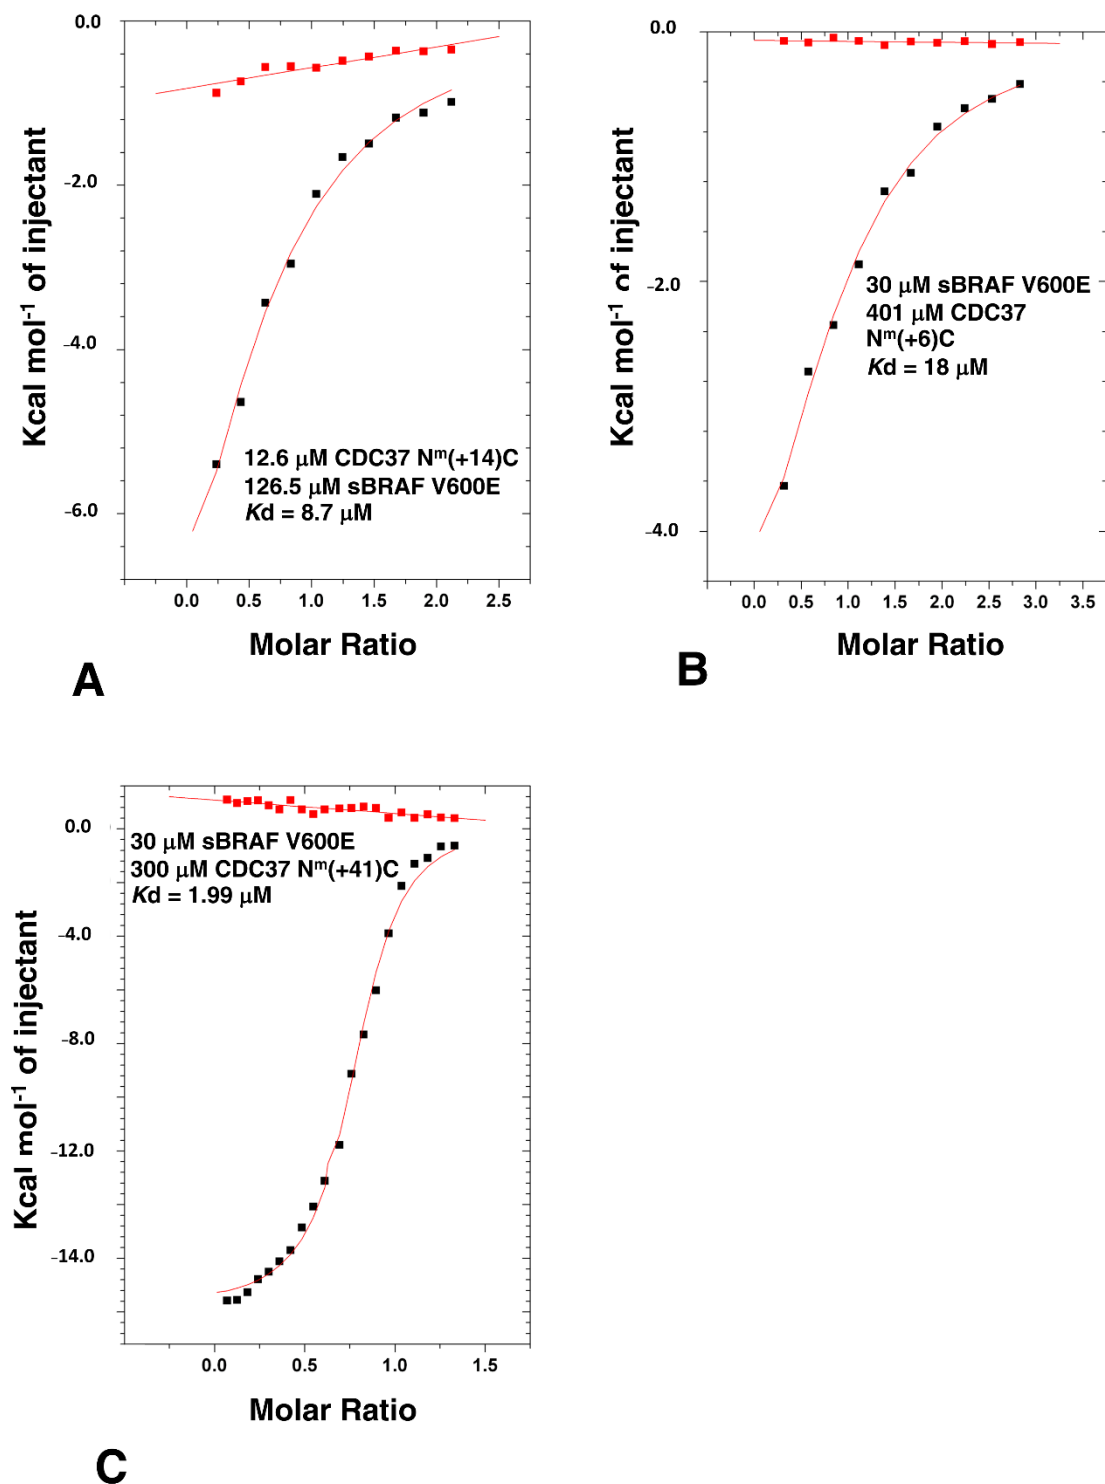 0.0
-2.0
-4.0
-6.0
Kcal mol-1 of injectant
12.6 μM CDC37 Nm(+14)C
126.5 μM sBRAF V600E
Kd = 8.7 μM
0.0 0.5 1.0 1.5 2.0 2.5
Molar Ratio
A
0.0
-2.0
-4.0
Kcal mol-1 of injectant
30 μM sBRAF V600E
401 μM CDC37
Nm(+6)C
Kd = 18 μM
0.0 0.5 1.0 1.5 2.0 2.5 3.0 3.5
Molar Ratio
B
0.0
-4.0
-8.0
-12.0
-14.0
Kcal mol-1 of injectant
30 μM sBRAF V600E
300 μM CDC37 Nm(+41)C
Kd = 1.99 μM
0.0 0.5 1.0 1.5
Molar Ratio
C